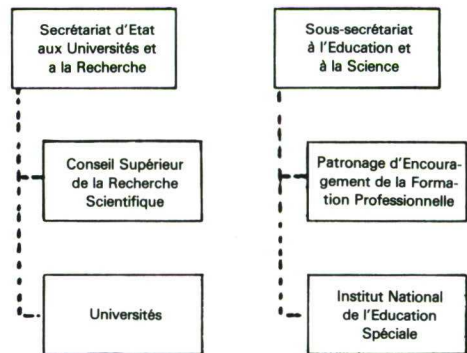 Secrétariat d'Etat
aux Universités et
a la Recherche
Conseil Supérieur
de la Recherche
Scientifique
Universités
Sous-secrétariat
à l'Education et
à la Science
Patronage d'Encoura-
gement de la Forma-
tion Professionnelle
Institut National
de l'Education
Spéciale